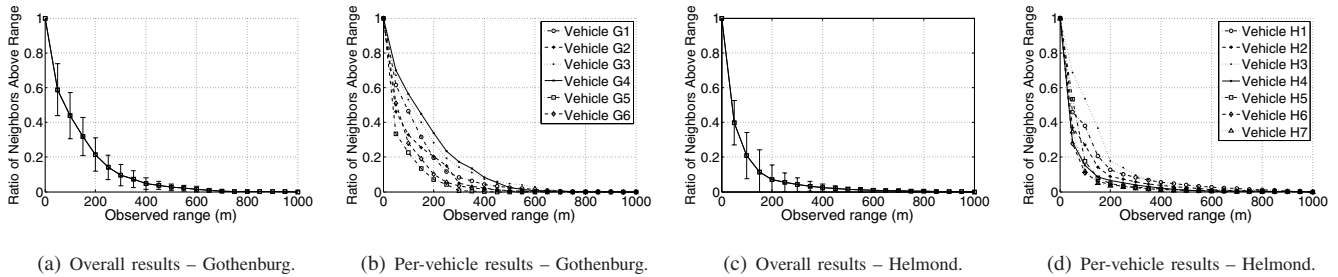 Ratio of Neighbors Above Range
1
0.8
0.6
0.4
0.2
0
0 200 400 600 800 1000
Observed range (m)
(a) Overall results – Gothenburg.
Ratio of Neighbors Above Range
1
0.8
0.6
0.4
0.2
0
0 200 400 600 800 1000
Observed range (m)
Vehicle G1
Vehicle G2
Vehicle G3
Vehicle G4
Vehicle G5
Vehicle G6
(b) Per-vehicle results – Gothenburg.
Ratio of Neighbors Above Range
1
0.8
0.6
0.4
0.2
0
0 200 400 600 800 1000
Observed range (m)
(c) Overall results – Helmond.
Ratio of Neighbors Above Range
1
0.8
0.6
0.4
0.2
0
0 200 400 600 800 1000
Observed range (m)
Vehicle H1
Vehicle H2
Vehicle H3
Vehicle H4
Vehicle H5
Vehicle H6
Vehicle H7
(d) Per-vehicle results – Helmond.